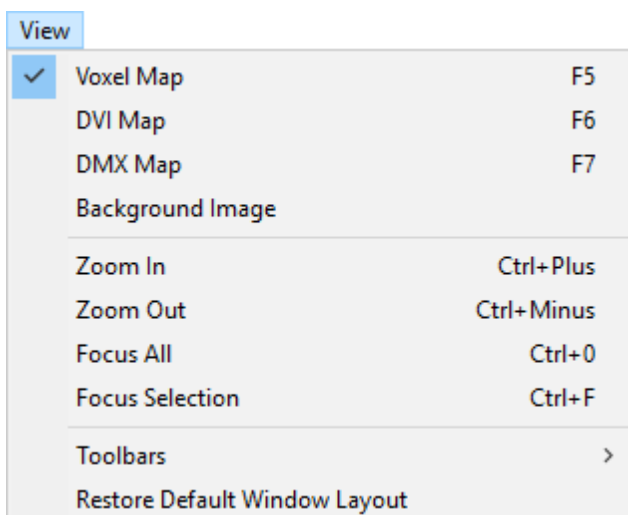 View
Voxel Map F5
DVI Map F6
DMX Map F7
Background Image
Zoom In Ctrl+Plus
Zoom Out Ctrl+Minus
Focus All Ctrl+0
Focus Selection Ctrl+F
Toolbars
Restore Default Window Layout